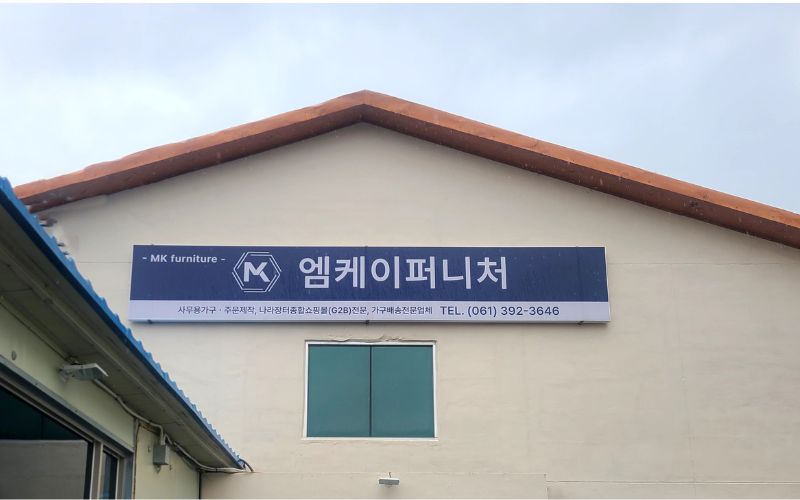 - MK furniture -
MK
엠케이퍼니처
사무용가구 · 주문제작, 나라장터종합쇼핑몰(G2B)전문, 가구배송전문업체 TEL. (061) 392-3646